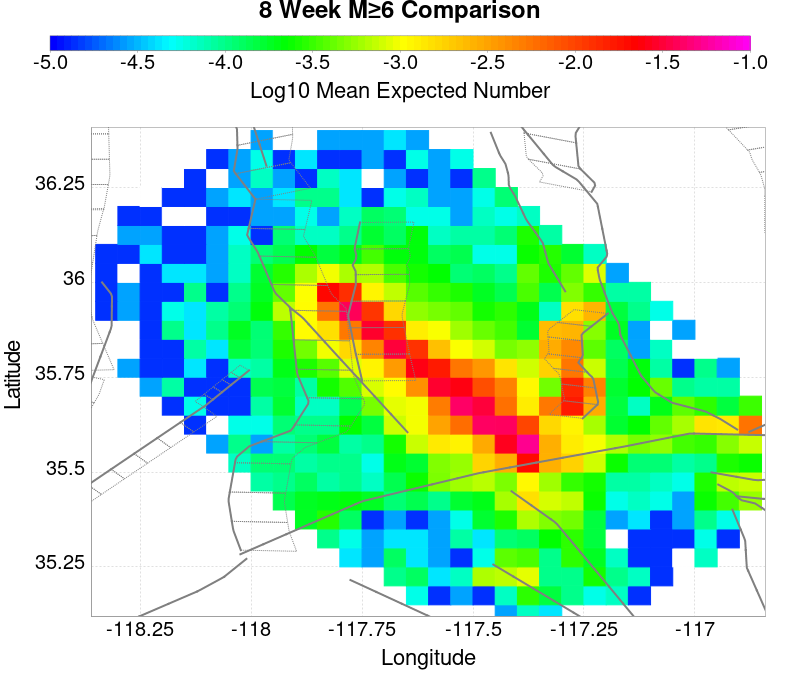 8 Week M≥6 Comparison
-5.0 -4.5 -4.0 -3.5 -3.0 -2.5 -2.0 -1.5 -1.0
Log10 Mean Expected Number
36.25
36
35.75
35.5
35.25
Latitude
-118.25 -118 -117.75 -117.5 -117.25 -117
Longitude